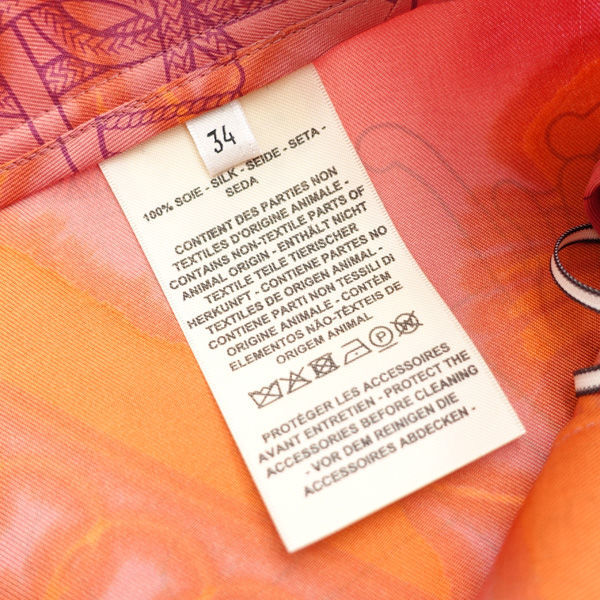 34
100% SOIE - SILK - SEIDE - SETA -
SEDA
CONTIENT DES PARTIES NON
TEXTILES D'ORIGINE ANIMALE -
CONTAINS NON-TEXTILE PARTS OF
ANIMAL ORIGIN - ENTHÄLT NICHT
TEXTILE TEILE TIERISCHER
HERKUNFT - CONTIENE PARTES NO
TEXTILES DE ORIGEN ANIMAL -
CONTIENE PARTI NON TESSILI DI
ORIGINE ANIMALE - CONTÉM
ELEMENTOS NÃO-TÊXTEIS DE
ORIGEM ANIMAL
P W
PROTÉGER LES ACCESSOIRES
AVANT ENTRETIEN - PROTECT THE
ACCESSORIES BEFORE CLEANING
- VOR DEM REINIGEN DIE
ACCESSOIRES ABDECKEN -